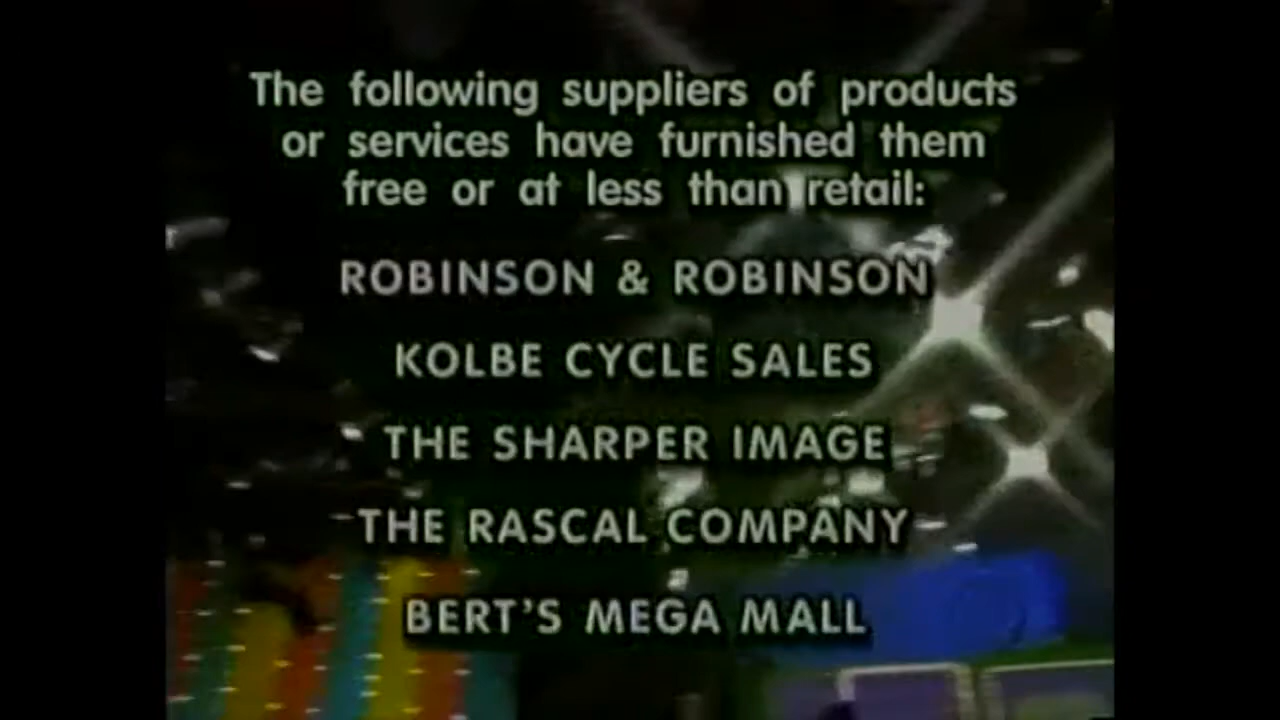 The following suppliers of products
or services have furnished them
free or at less than retail:
ROBINSON & ROBINSON
KOLBE CYCLE SALES
THE SHARPER IMAGE
THE RASCAL COMPANY
BERT'S MEGA MALL